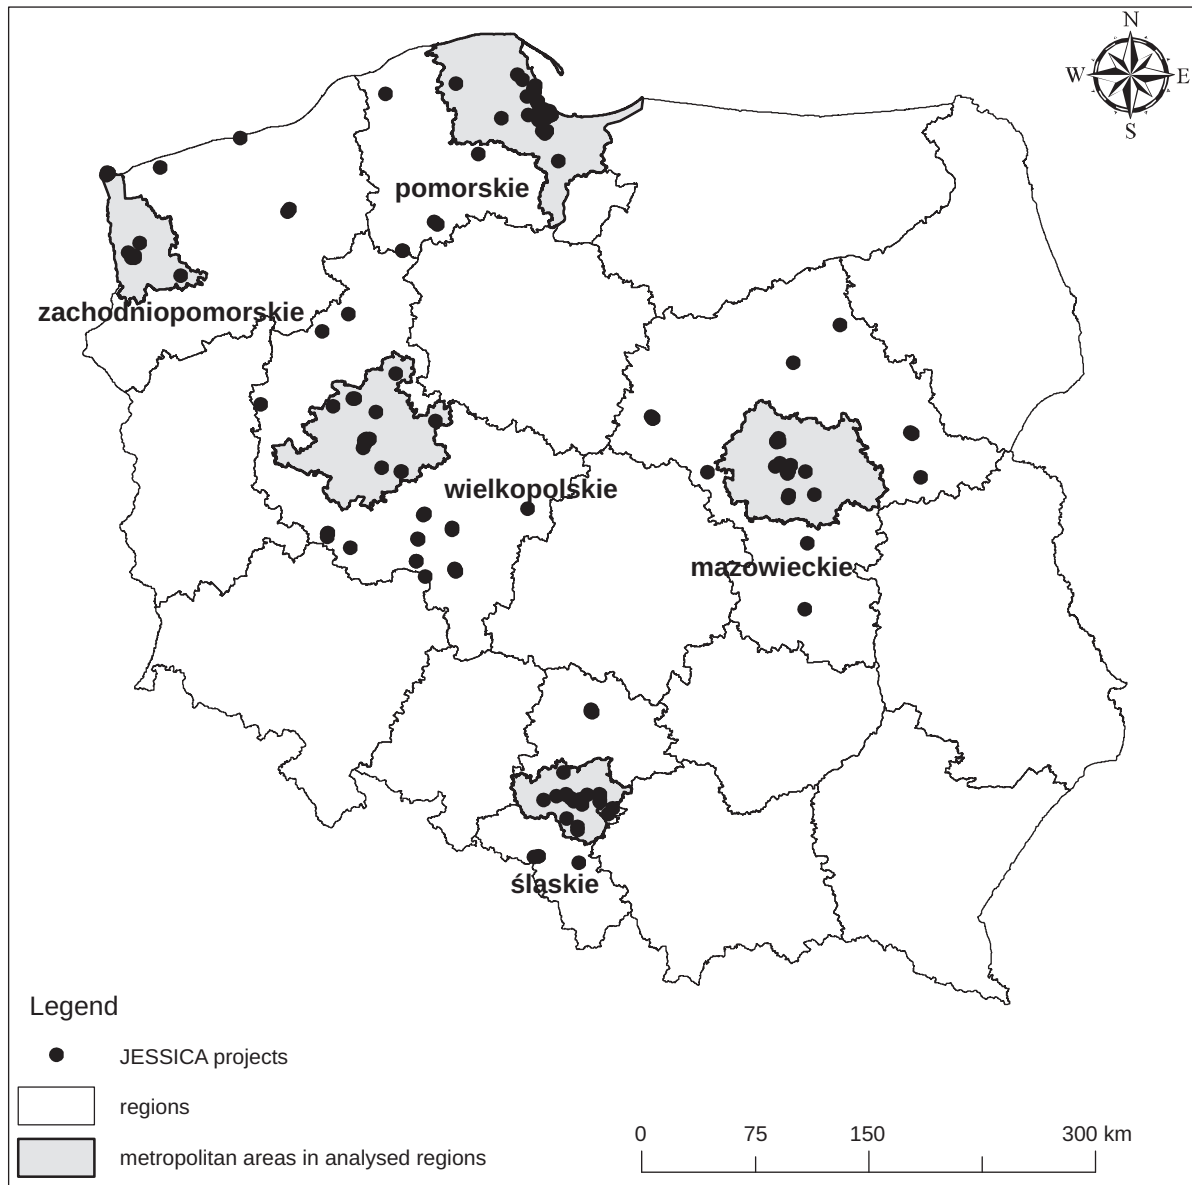 N
W E
S
pomorskie
zachodniopomorskie
wielkopolskie
mazowieckie
śląskie
Legend
JESSICA projects
regions
metropolitan areas in analysed regions
0 75 150 300 km